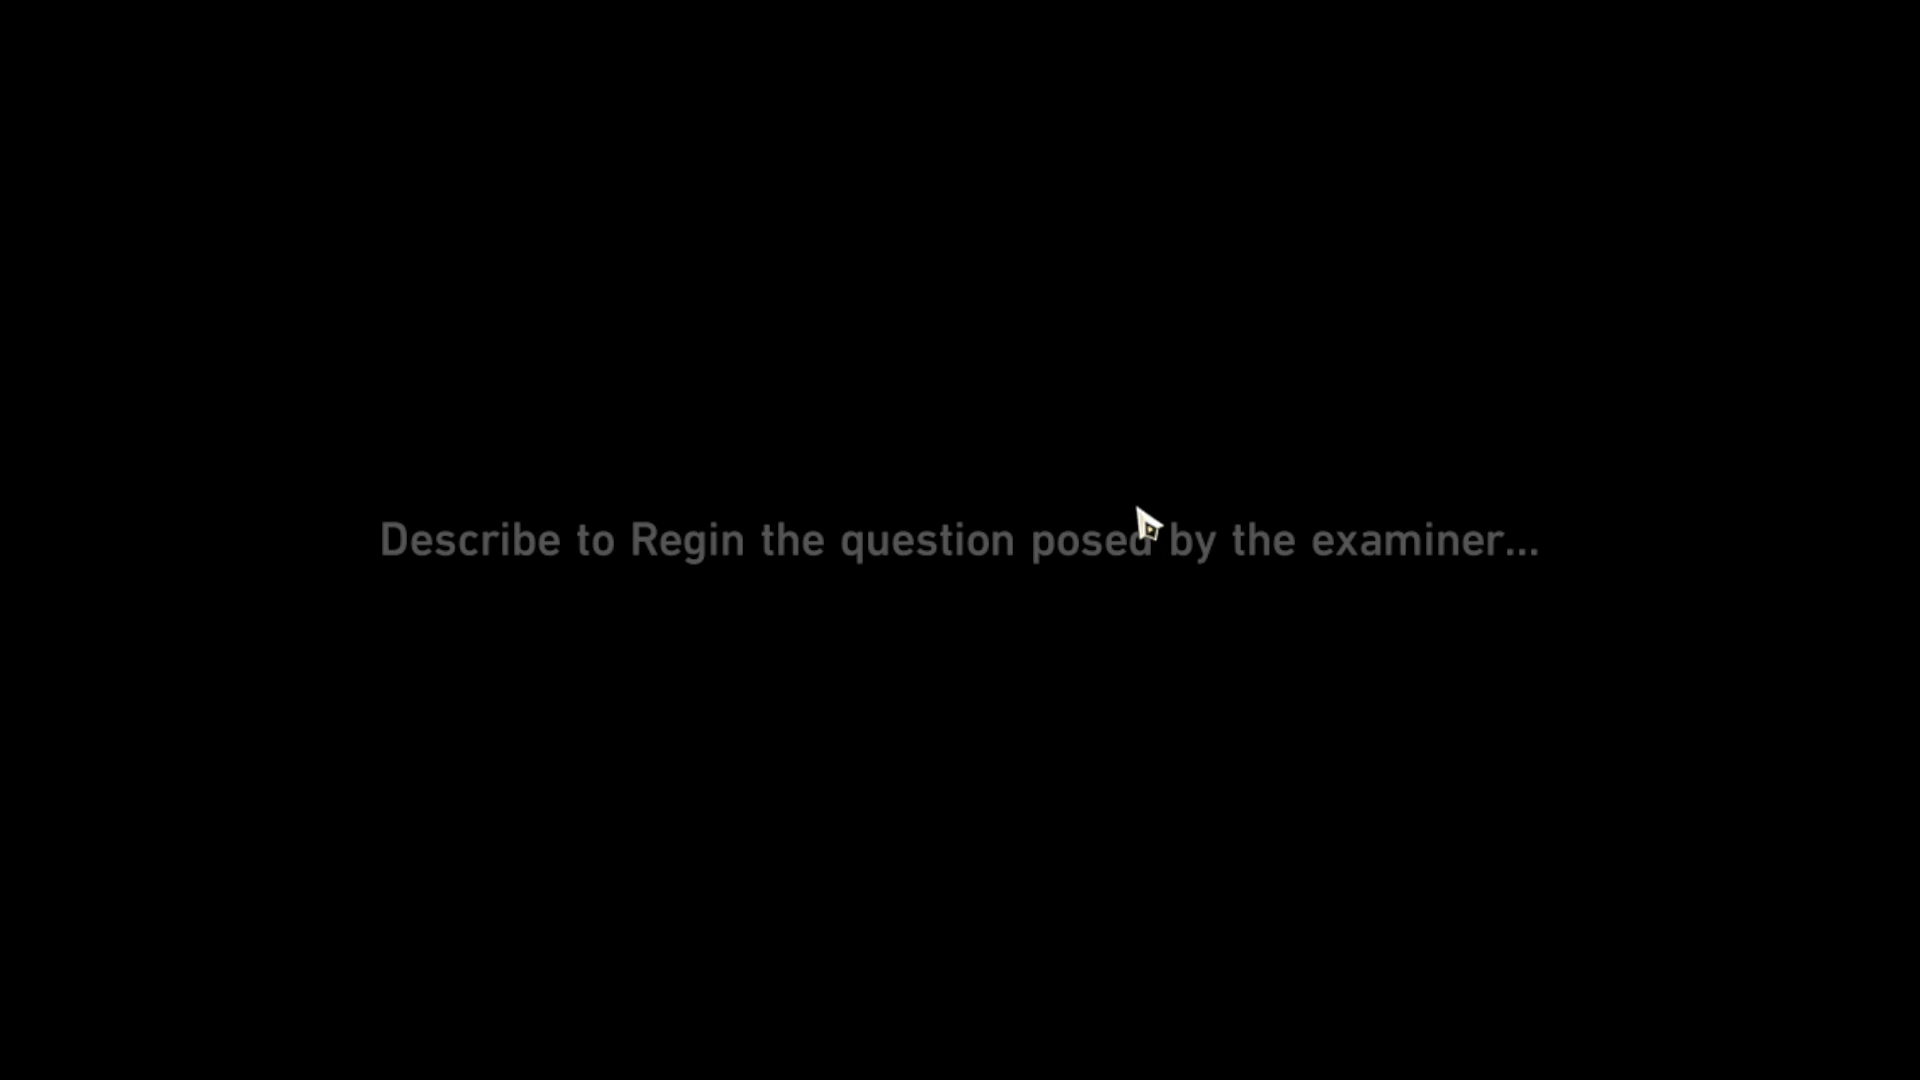 Describe to Regin the question posed by the examiner...